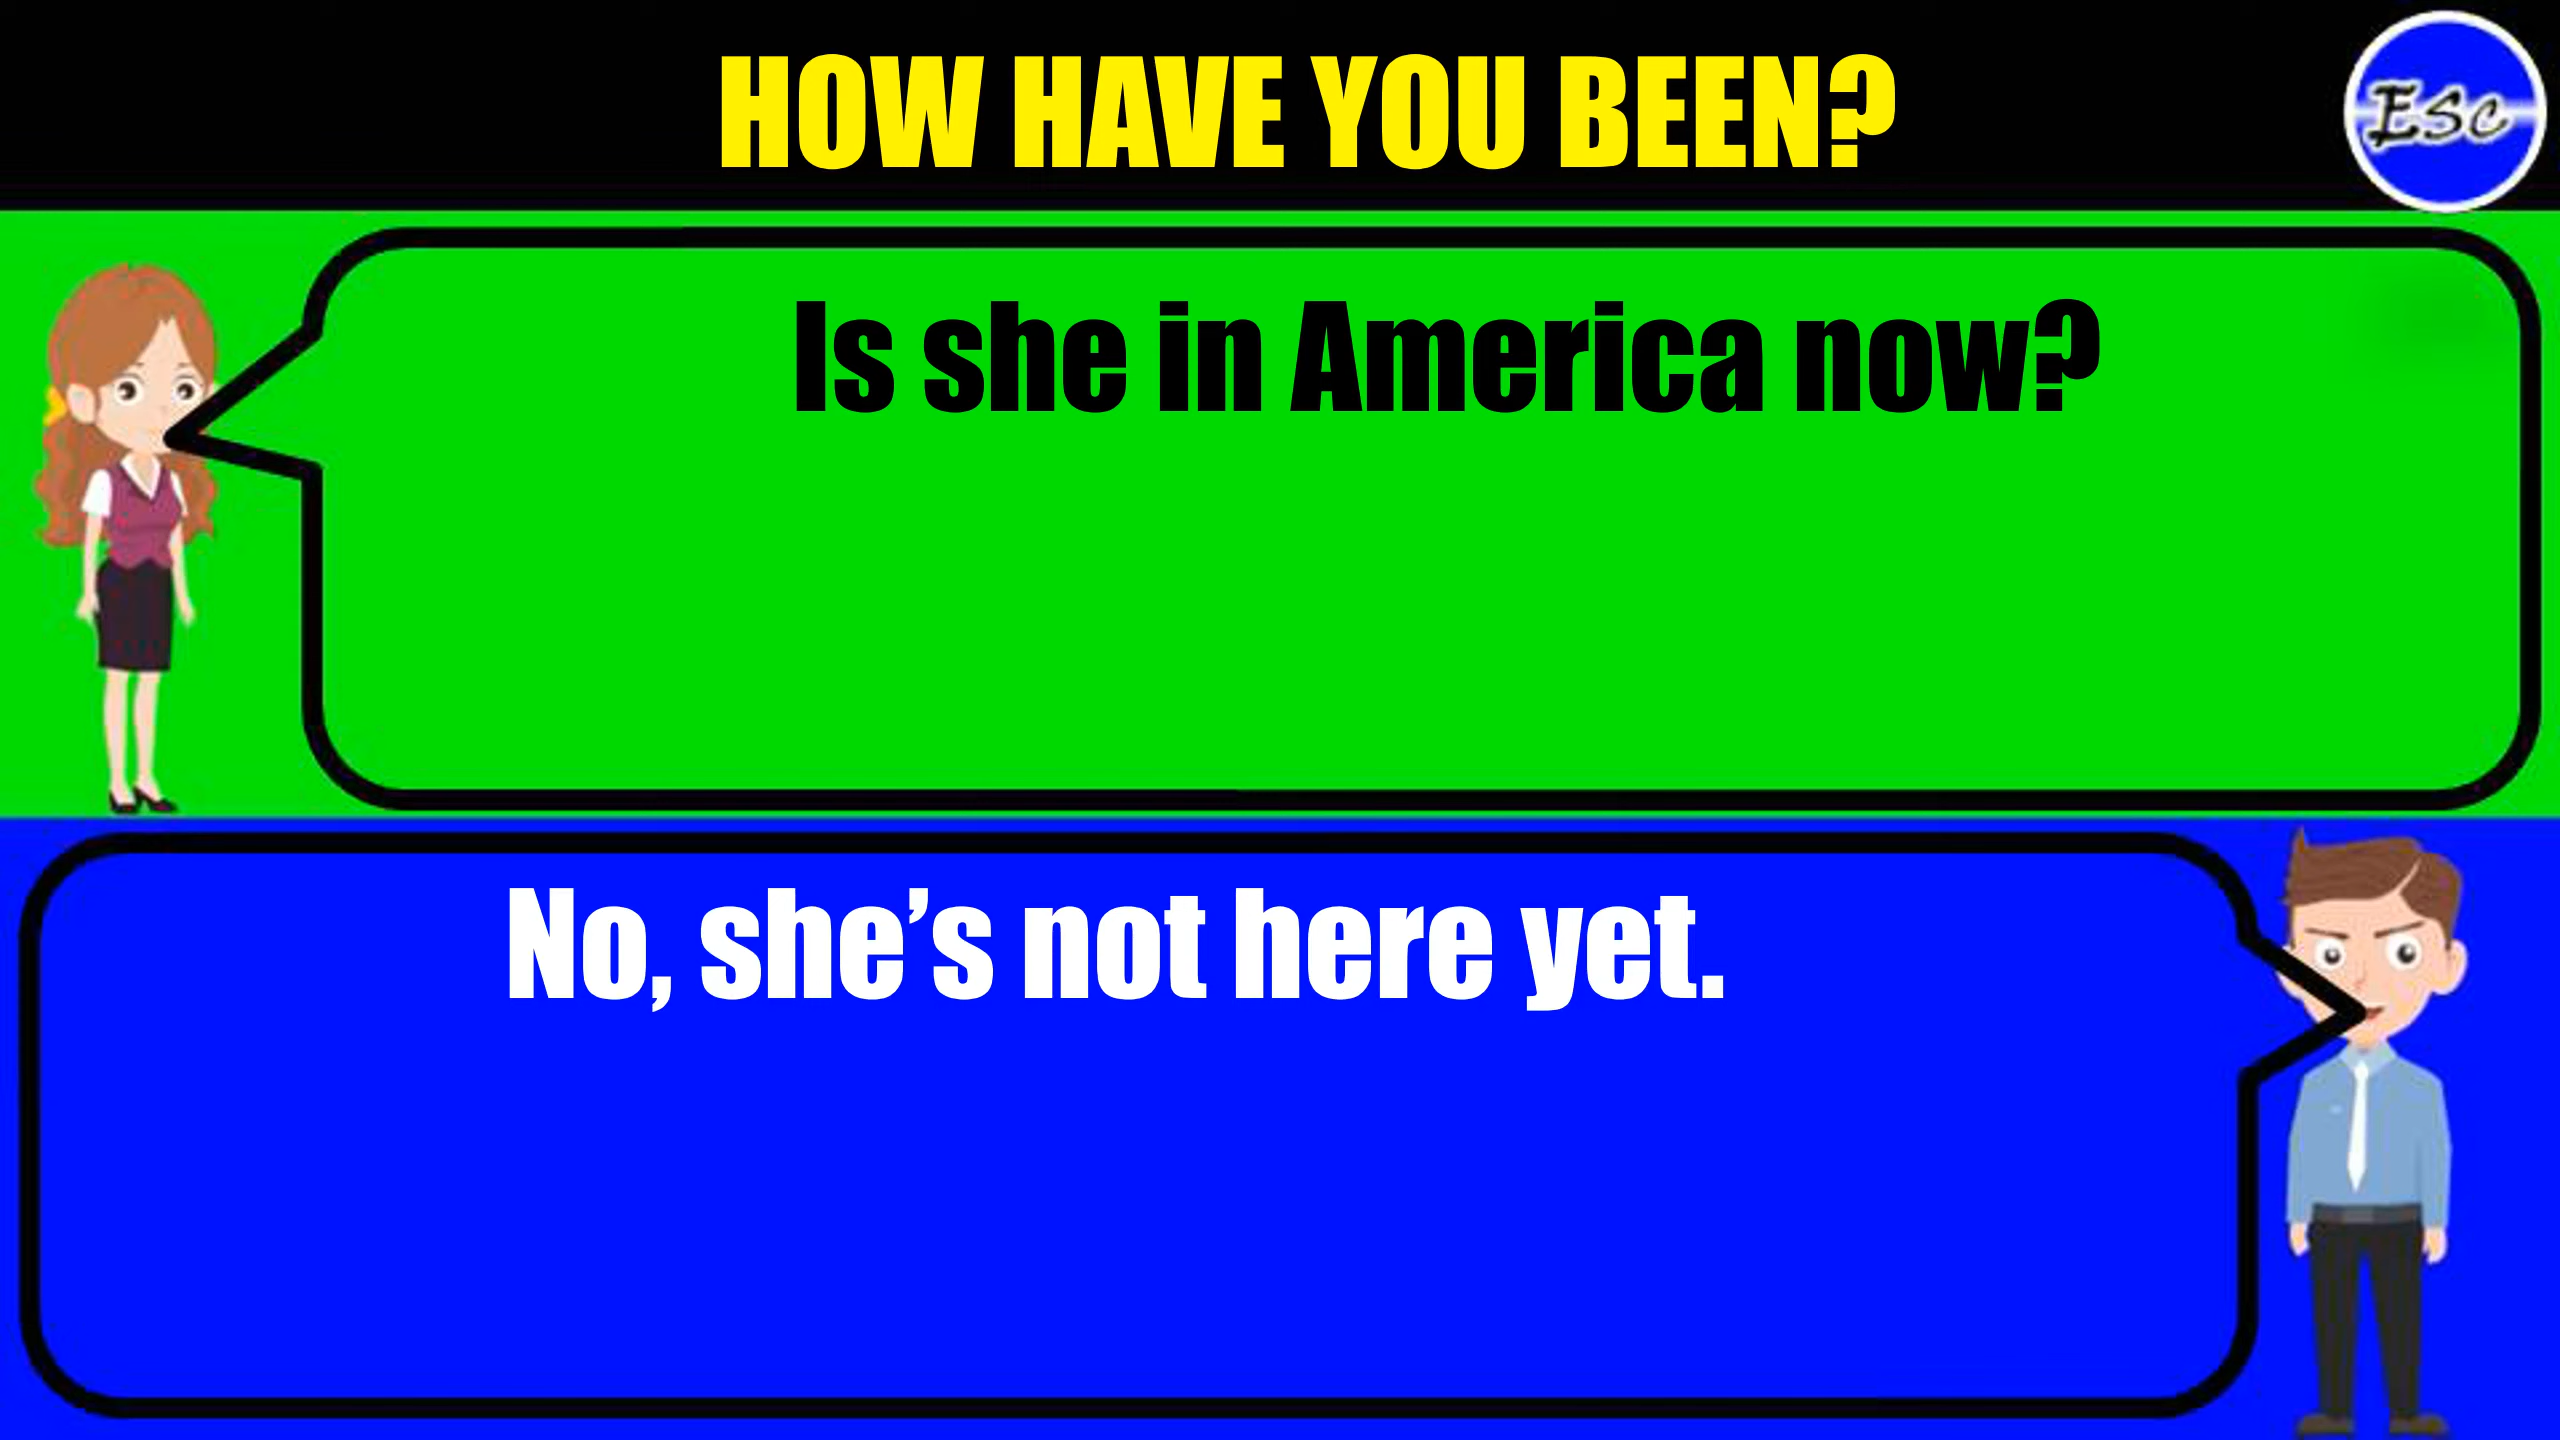 HOW HAVE YOU BEEN?
ESc
Is she in America now?
No, she’s not here yet.